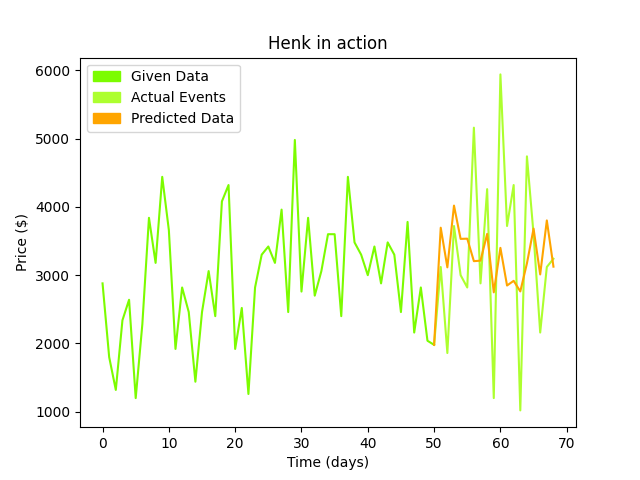 Henk in action
Given Data
Actual Events
Predicted Data
Price ($)
6000
5000
4000
3000
2000
1000
0 10 20 30 40 50 60 70
Time (days)